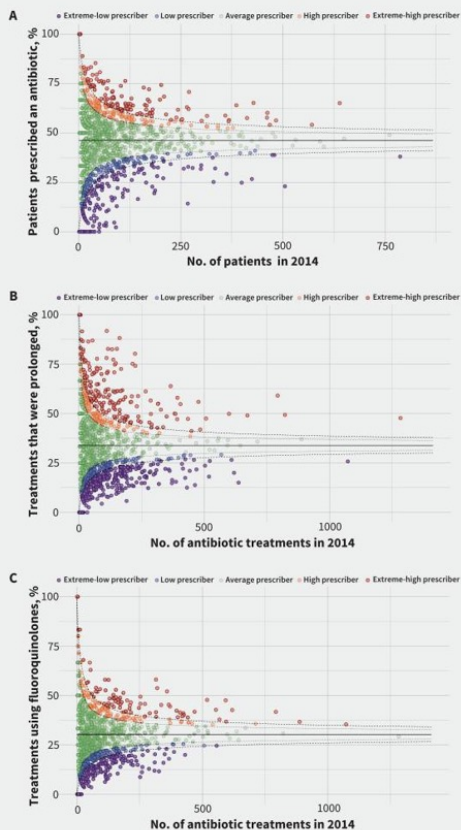 A
Extreme-low prescriber Low prescriber Average prescriber High prescriber Extreme-high prescriber
Patients prescribed an antibiotic, %
100
75
50
25
0
0 250 500 750
No. of patients in 2014
B
Extreme-low prescriber Low prescriber Average prescriber High prescriber Extreme-high prescriber
Treatments that were prolonged, %
100
75
50
25
0
0 500 1000
No. of antibiotic treatments in 2014
C
Extreme-low prescriber Low prescriber Average prescriber High prescriber Extreme-high prescriber
Treatments using fluoroquinolones, %
100
75
50
25
0
0 500 1000
No. of antibiotic treatments in 2014